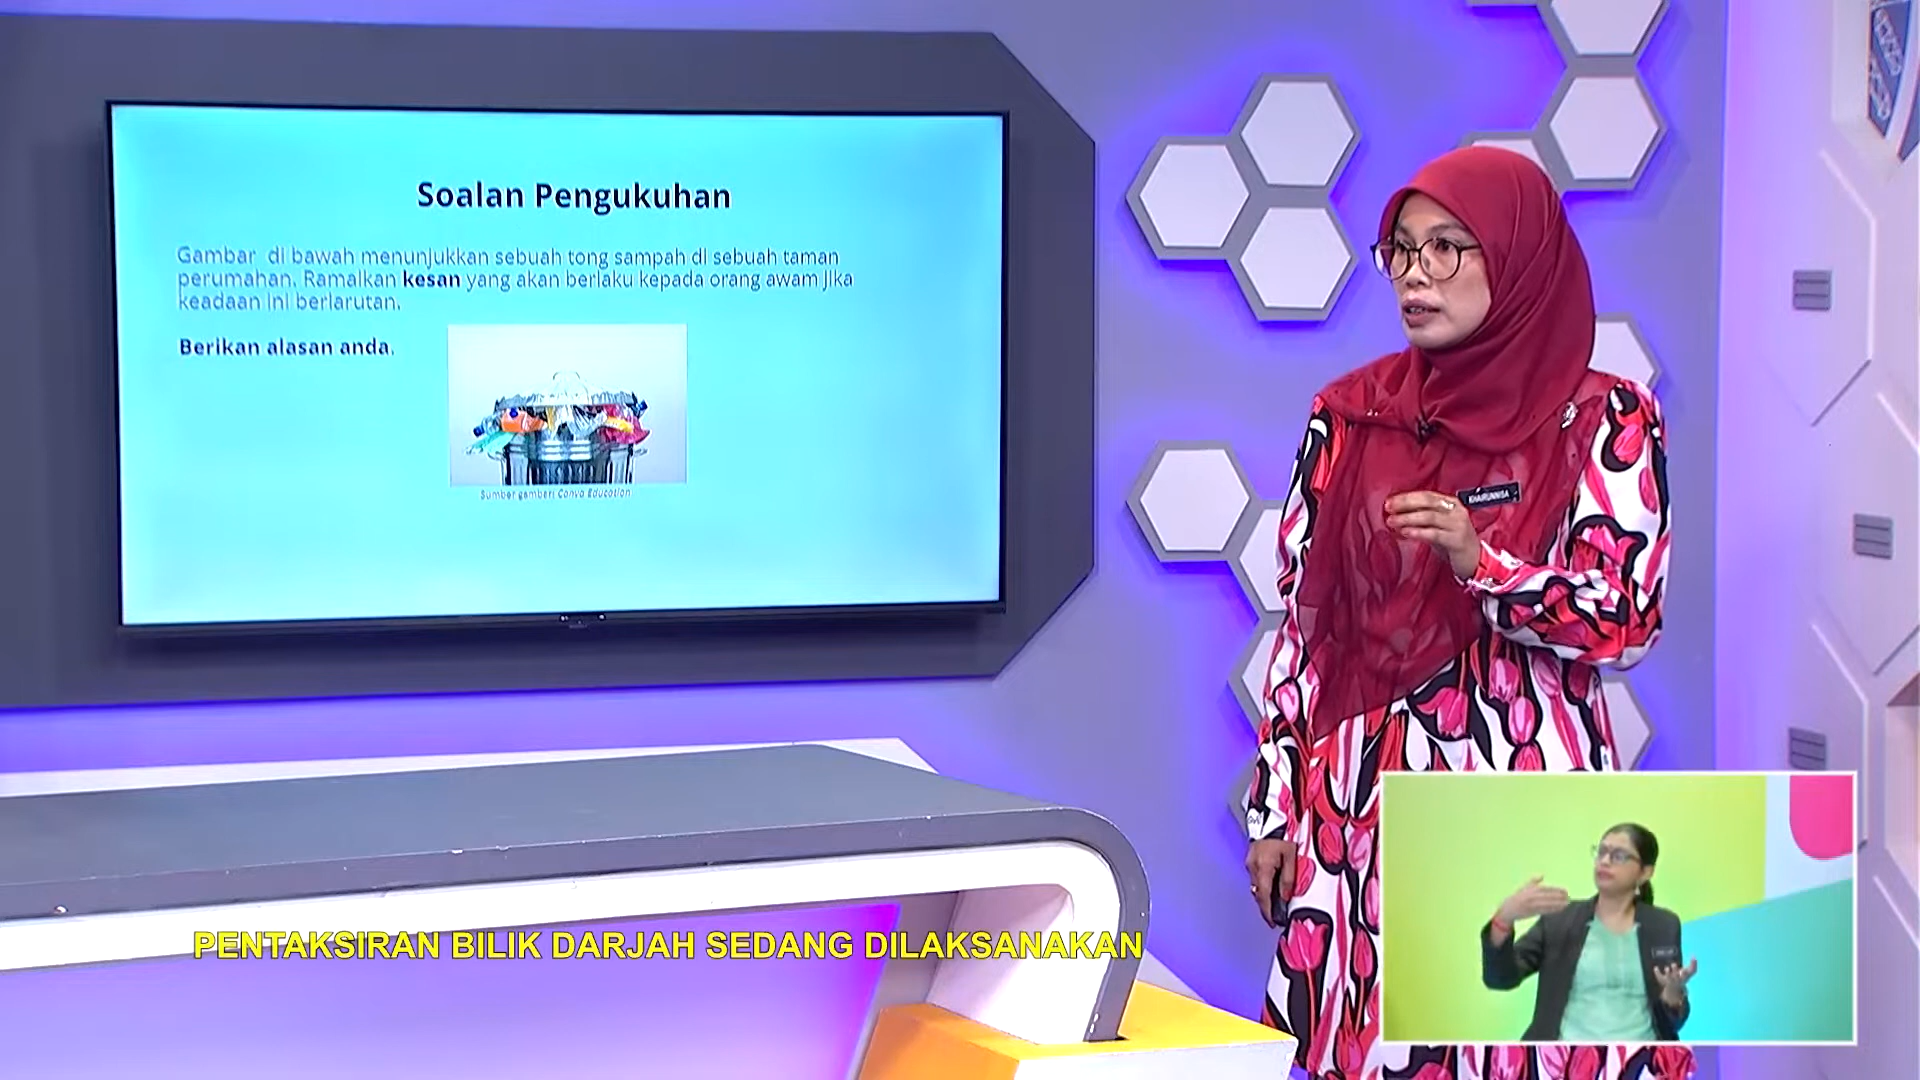 Soalan Pengukuhan
Gambar di bawah menunjukkan sebuah tong sampah di sebuah taman
perumahan. Ramalkan kesan yang akan berlaku kepada orang awam jika
keadaan ini berlarutan.
Berikan alasan anda.
Sumber gambar: Canva Education
KHAIRUNNISA
PENTAKSIRAN BILIK DARJAH SEDANG DILAKSANAKAN